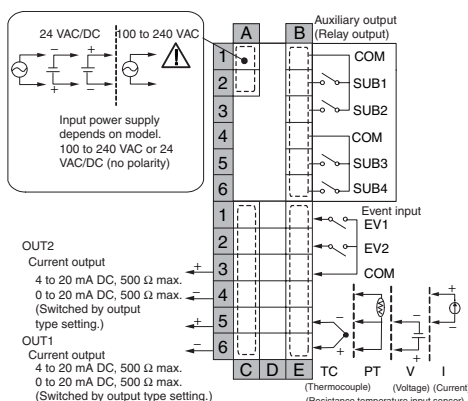 24 VAC/DC
100 to 240 VAC
Input power supply
depends on model.
100 to 240 VAC or 24
VAC/DC (no polarity)
A
B
Auxiliary output
(Relay output)
1
COM
2
SUB1
3
SUB2
4
COM
5
SUB3
6
SUB4
1
Event input
EV1
2
EV2
3
COM
4
5
6
OUT2
Current output
+
4 to 20 mA DC, 500 Ω max.
−
0 to 20 mA DC, 500 Ω max.
(Switched by output
type setting.)
+
OUT1
−
Current output
4 to 20 mA DC, 500 Ω max.
0 to 20 mA DC, 500 Ω max.
(Switched by output type setting.)
C
D
E
TC
PT
V
I
(Thermocouple)
(Voltage)
(Current
(Resistance temperature input sensor)